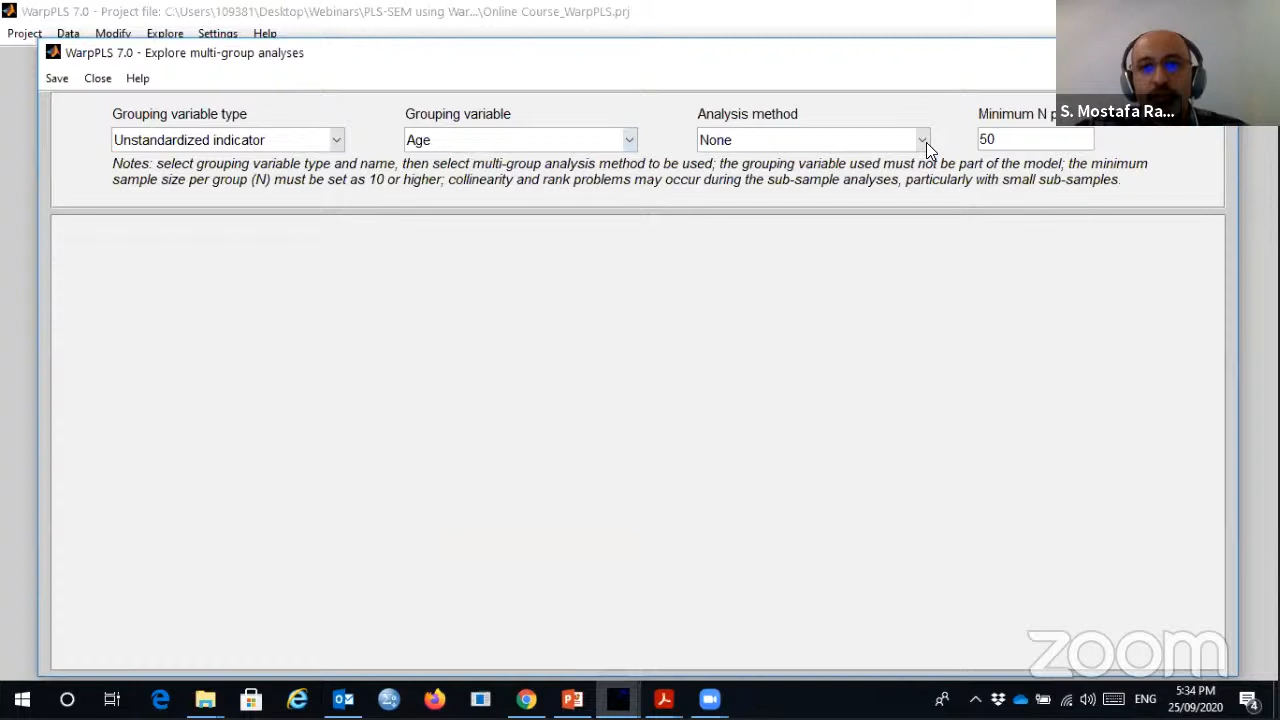 WarpPLS 7.0 - Project file: C:\Users\109381\Desktop\Webinars\PLS-SEM using War...\Online Course_WarpPLS.prj
Project Data Modify Explore Settings Help
WarpPLS 7.0 - Explore multi-group analyses
Save Close Help
S. Mostafa Ra...
Grouping variable type Grouping variable Analysis method Minimum N p
Unstandardized indicator Age None 50
Notes: select grouping variable type and name, then select multi-group analysis method to be used; the grouping variable used must not be part of the model; the minimum
sample size per group (N) must be set as 10 or higher; collinearity and rank problems may occur during the sub-sample analyses, particularly with small sub-samples.
zoom
ENG
5:34 PM
25/09/2020
4